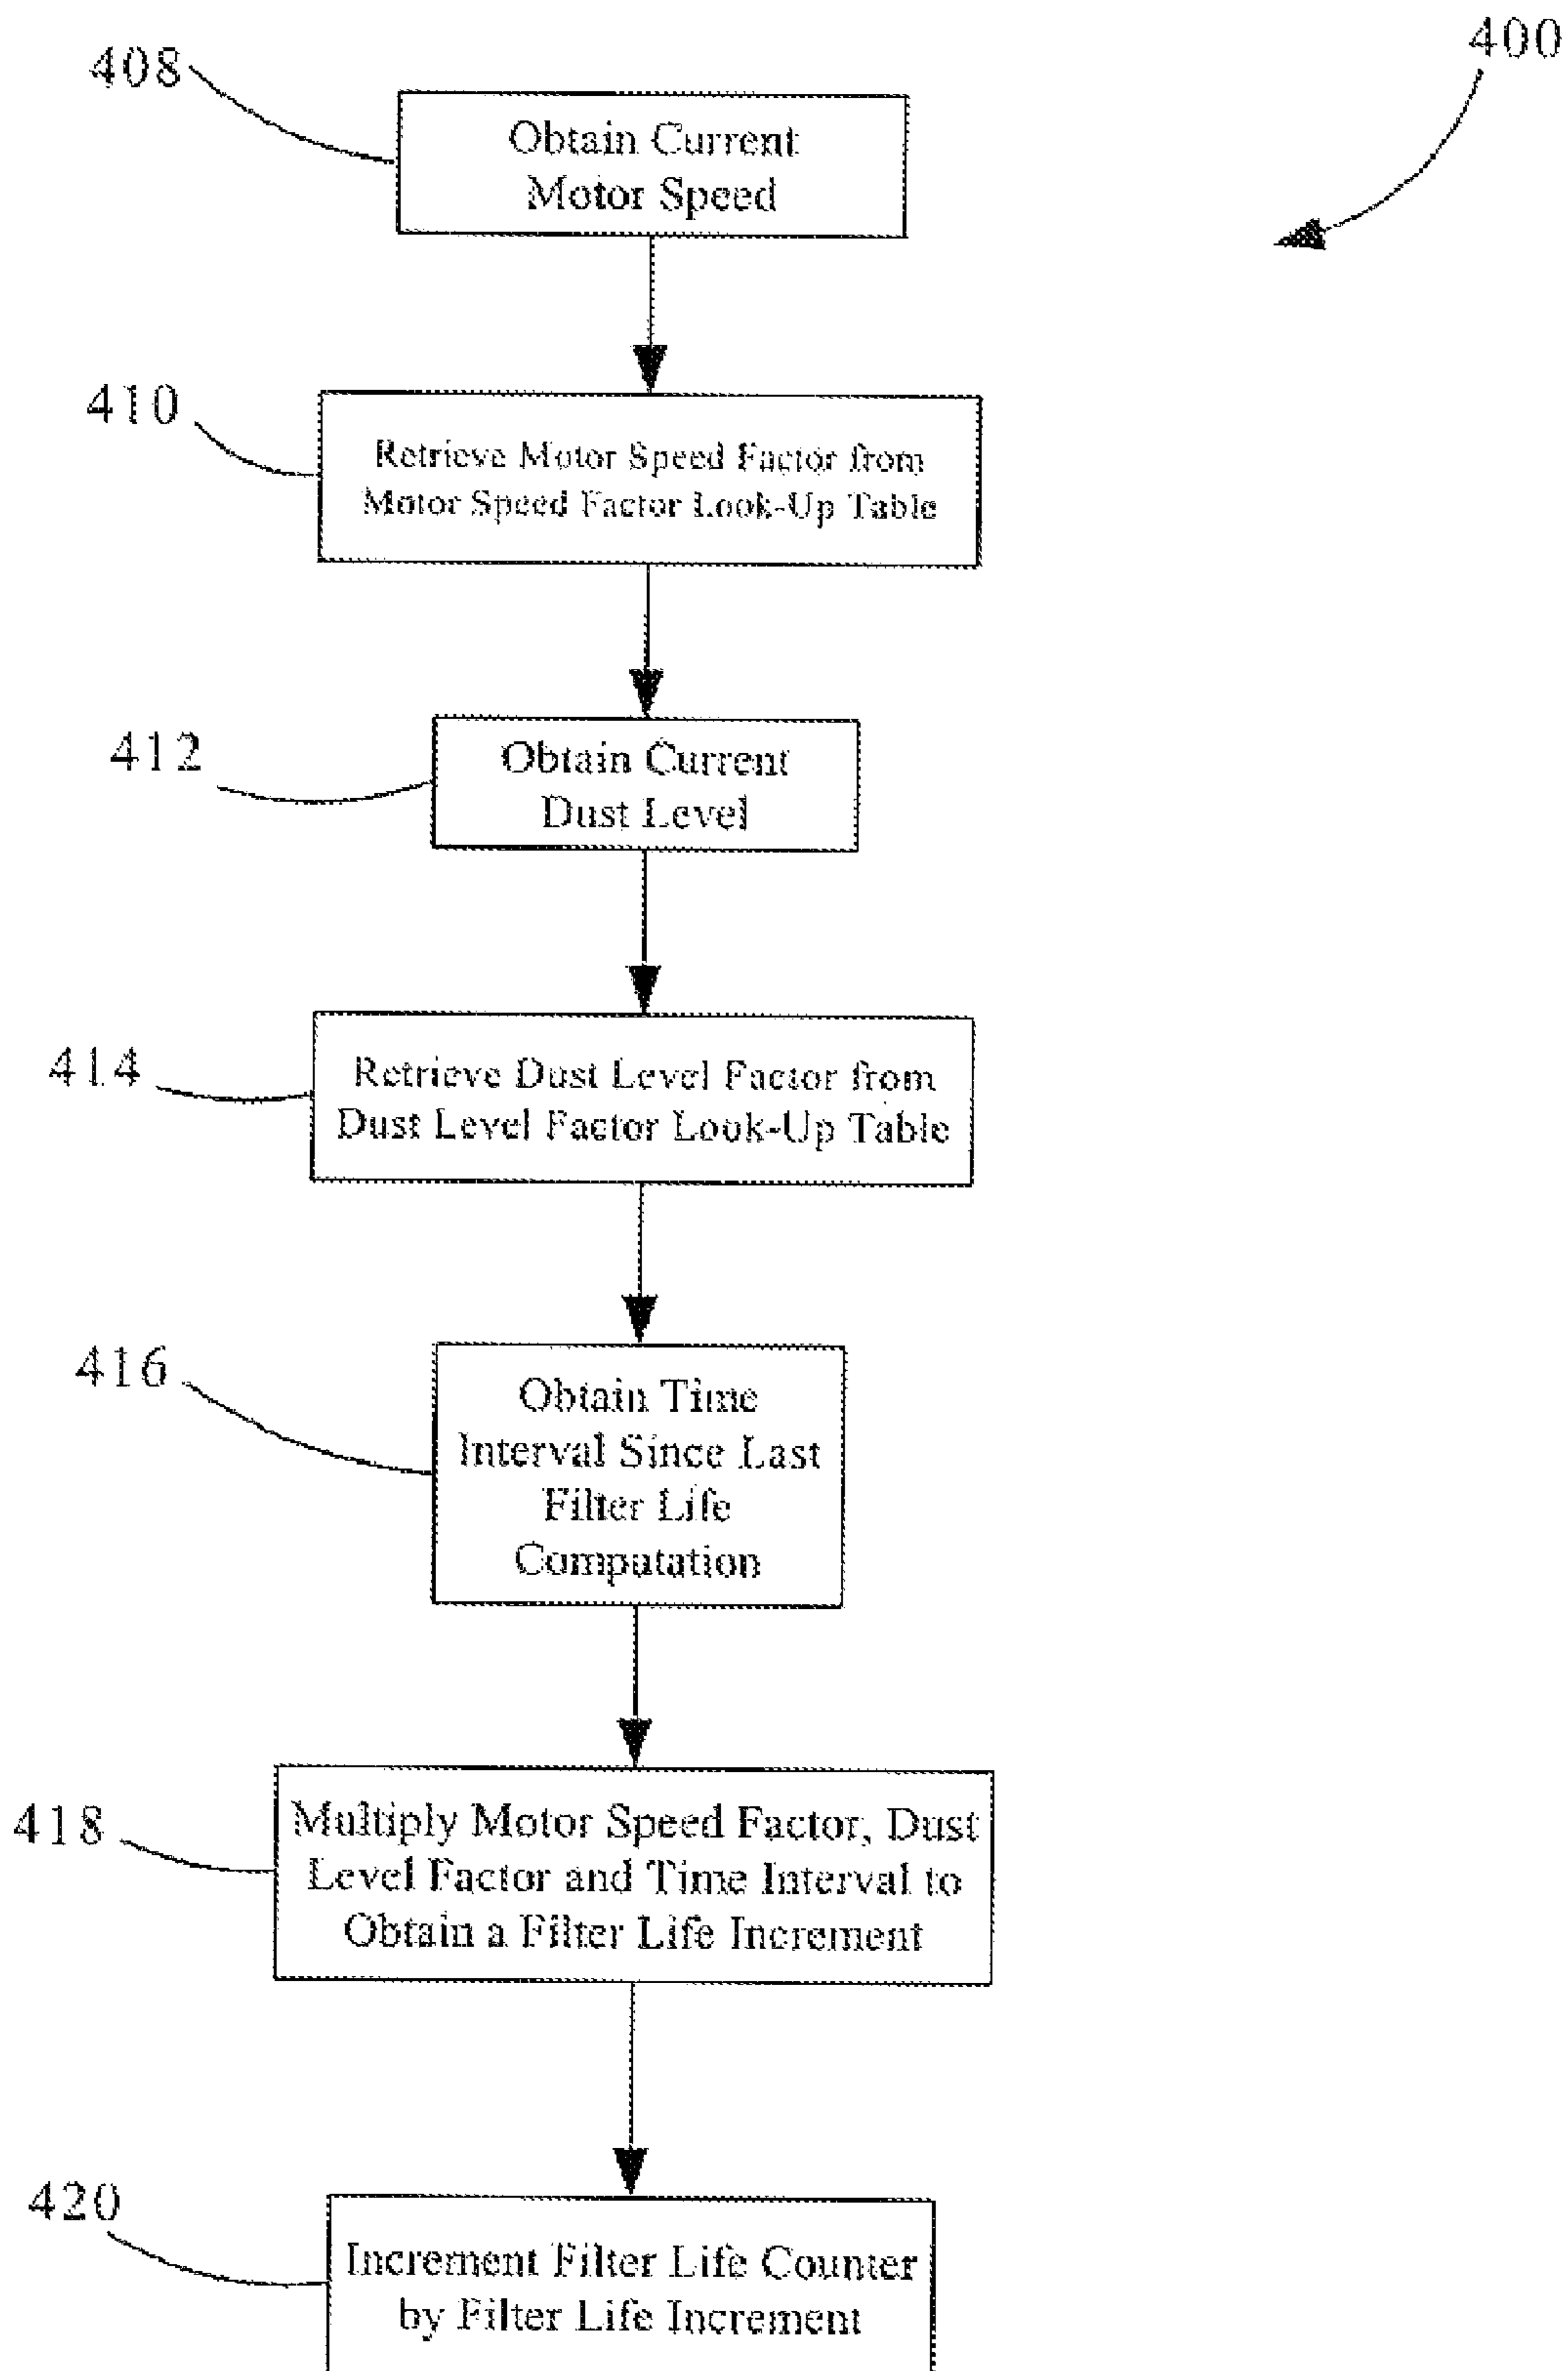 408
400
Obtain Current
Motor Speed
410
Retrieve Motor Speed Factor from
Motor Speed Factor Look-Up Table
412
Obtain Current
Dust Level
414
Retrieve Dust Level Factor from
Dust Level Factor Look-Up Table
416
Obtain Time
Interval Since Last
Filter Life
Computation
418
Multiply Motor Speed Factor, Dust
Level Factor and Time Interval to
Obtain a Filter Life Increment
420
Increment Filter Life Counter
by Filter Life Increment